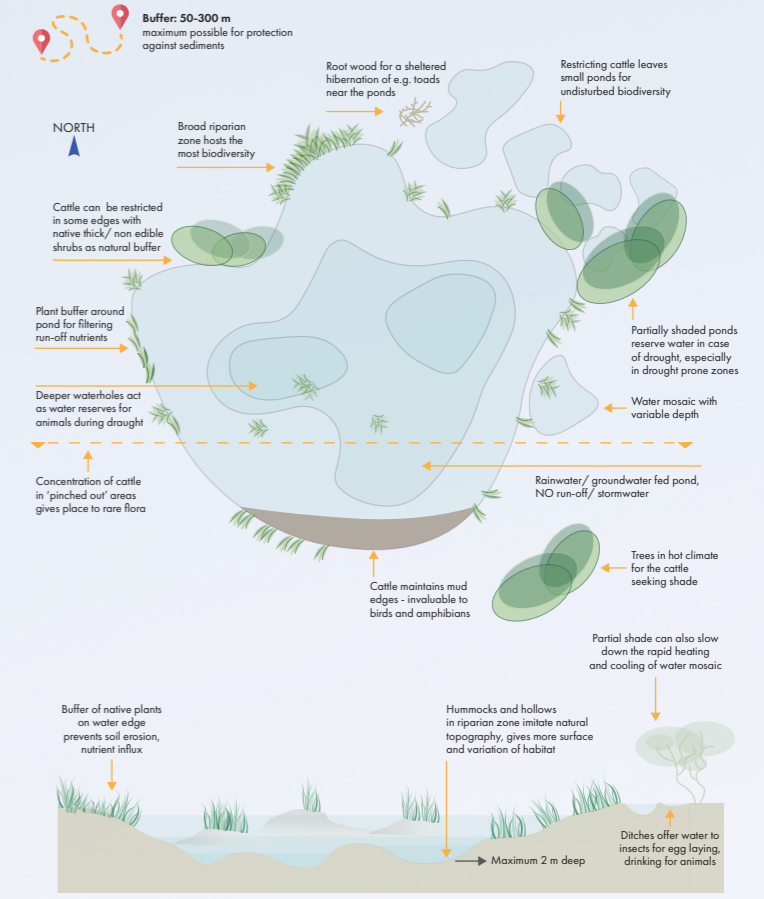 Buffer: 50-300 m
maximum possible for protection
against sediments
Root wood for a sheltered
hibernation of e.g. toads
near the ponds
Restricting cattle leaves
small ponds for
undisturbed biodiversity
NORTH
Broad riparian
zone hosts the
most biodiversity
Cattle can be restricted
in some edges with
native thick/ non edible
shrubs as natural buffer
Plant buffer around
pond for filtering
run-off nutrients
Partially shaded ponds
reserve water in case
of drought, especially
in drought prone zones
Deeper waterholes act
as water reserves for
animals during draught
Water mosaic with
variable depth
Concentration of cattle
in ‘pinched out’ areas
gives place to rare flora
Rainwater/ groundwater fed pond,
NO run-off/ stormwater
Trees in hot climate
for the cattle
seeking shade
Cattle maintains mud
edges - invaluable to
birds and amphibians
Partial shade can also slow
down the rapid heating
and cooling of water mosaic
Buffer of native plants
on water edge
prevents soil erosion,
nutrient influx
Hummocks and hollows
in riparian zone imitate natural
topography, gives more surface
and variation of habitat
Ditches offer water to
insects for egg laying,
drinking for animals
Maximum 2 m deep